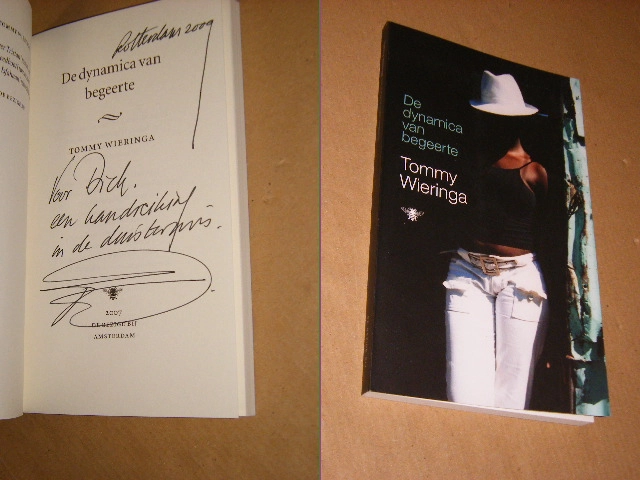 Rotterdam 2009
De dynamica van
begeerte
TOMMY WIERINGA
Voor Dick.
een handreiking
in de duisternis.
2007
DE BEZIGE BIJ
AMSTERDAM
De
dynamica
van
begeerte
Tommy
Wieringa